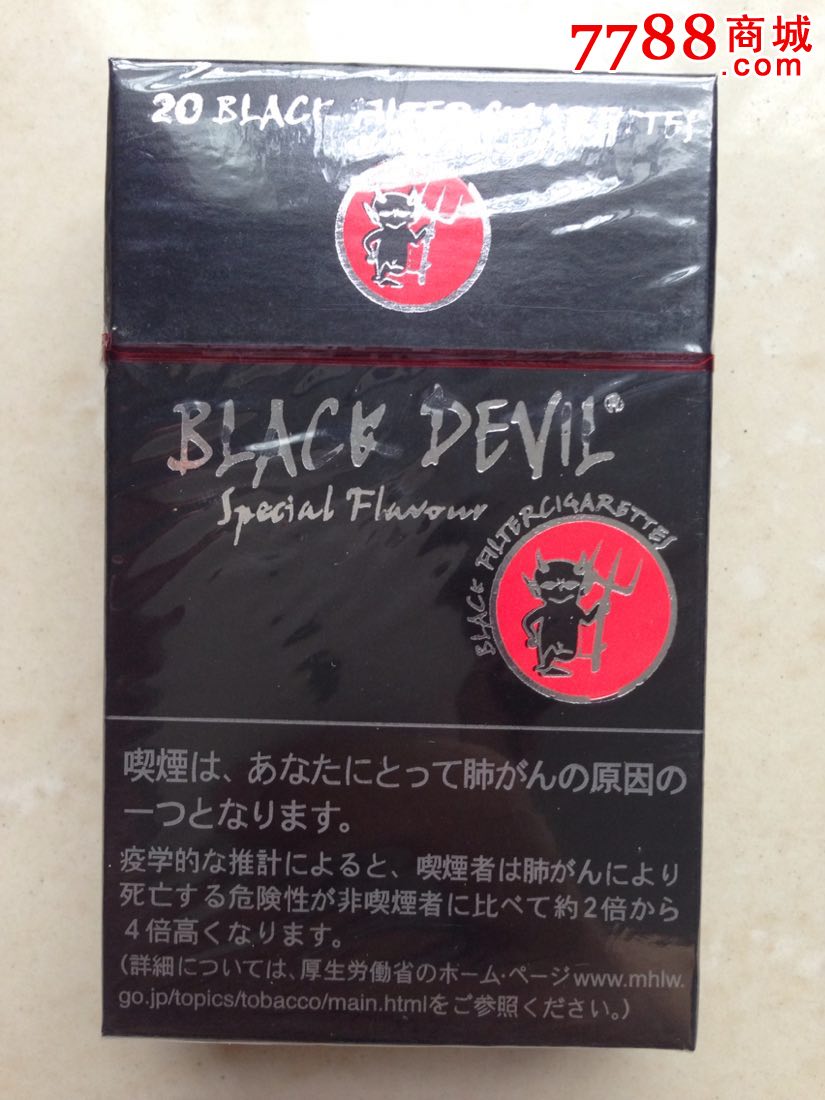 7788商城
.com
20 BLACK FILTER CIGARETTES
BLACK DEVIL®
Special Flavour
BLACK FILTER CIGARETTES
喫煙は、あなたにとって肺がんの原因の
一つとなります。
疫学的な推計によると、喫煙者は肺がんにより
死亡する危険性が非喫煙者に比べて約2倍から
4倍高くなります。
(詳細については、厚生労働省のホーム・ページwww.mhlw.
go.jp/topics/tobacco/main.htmlをご参照ください。)